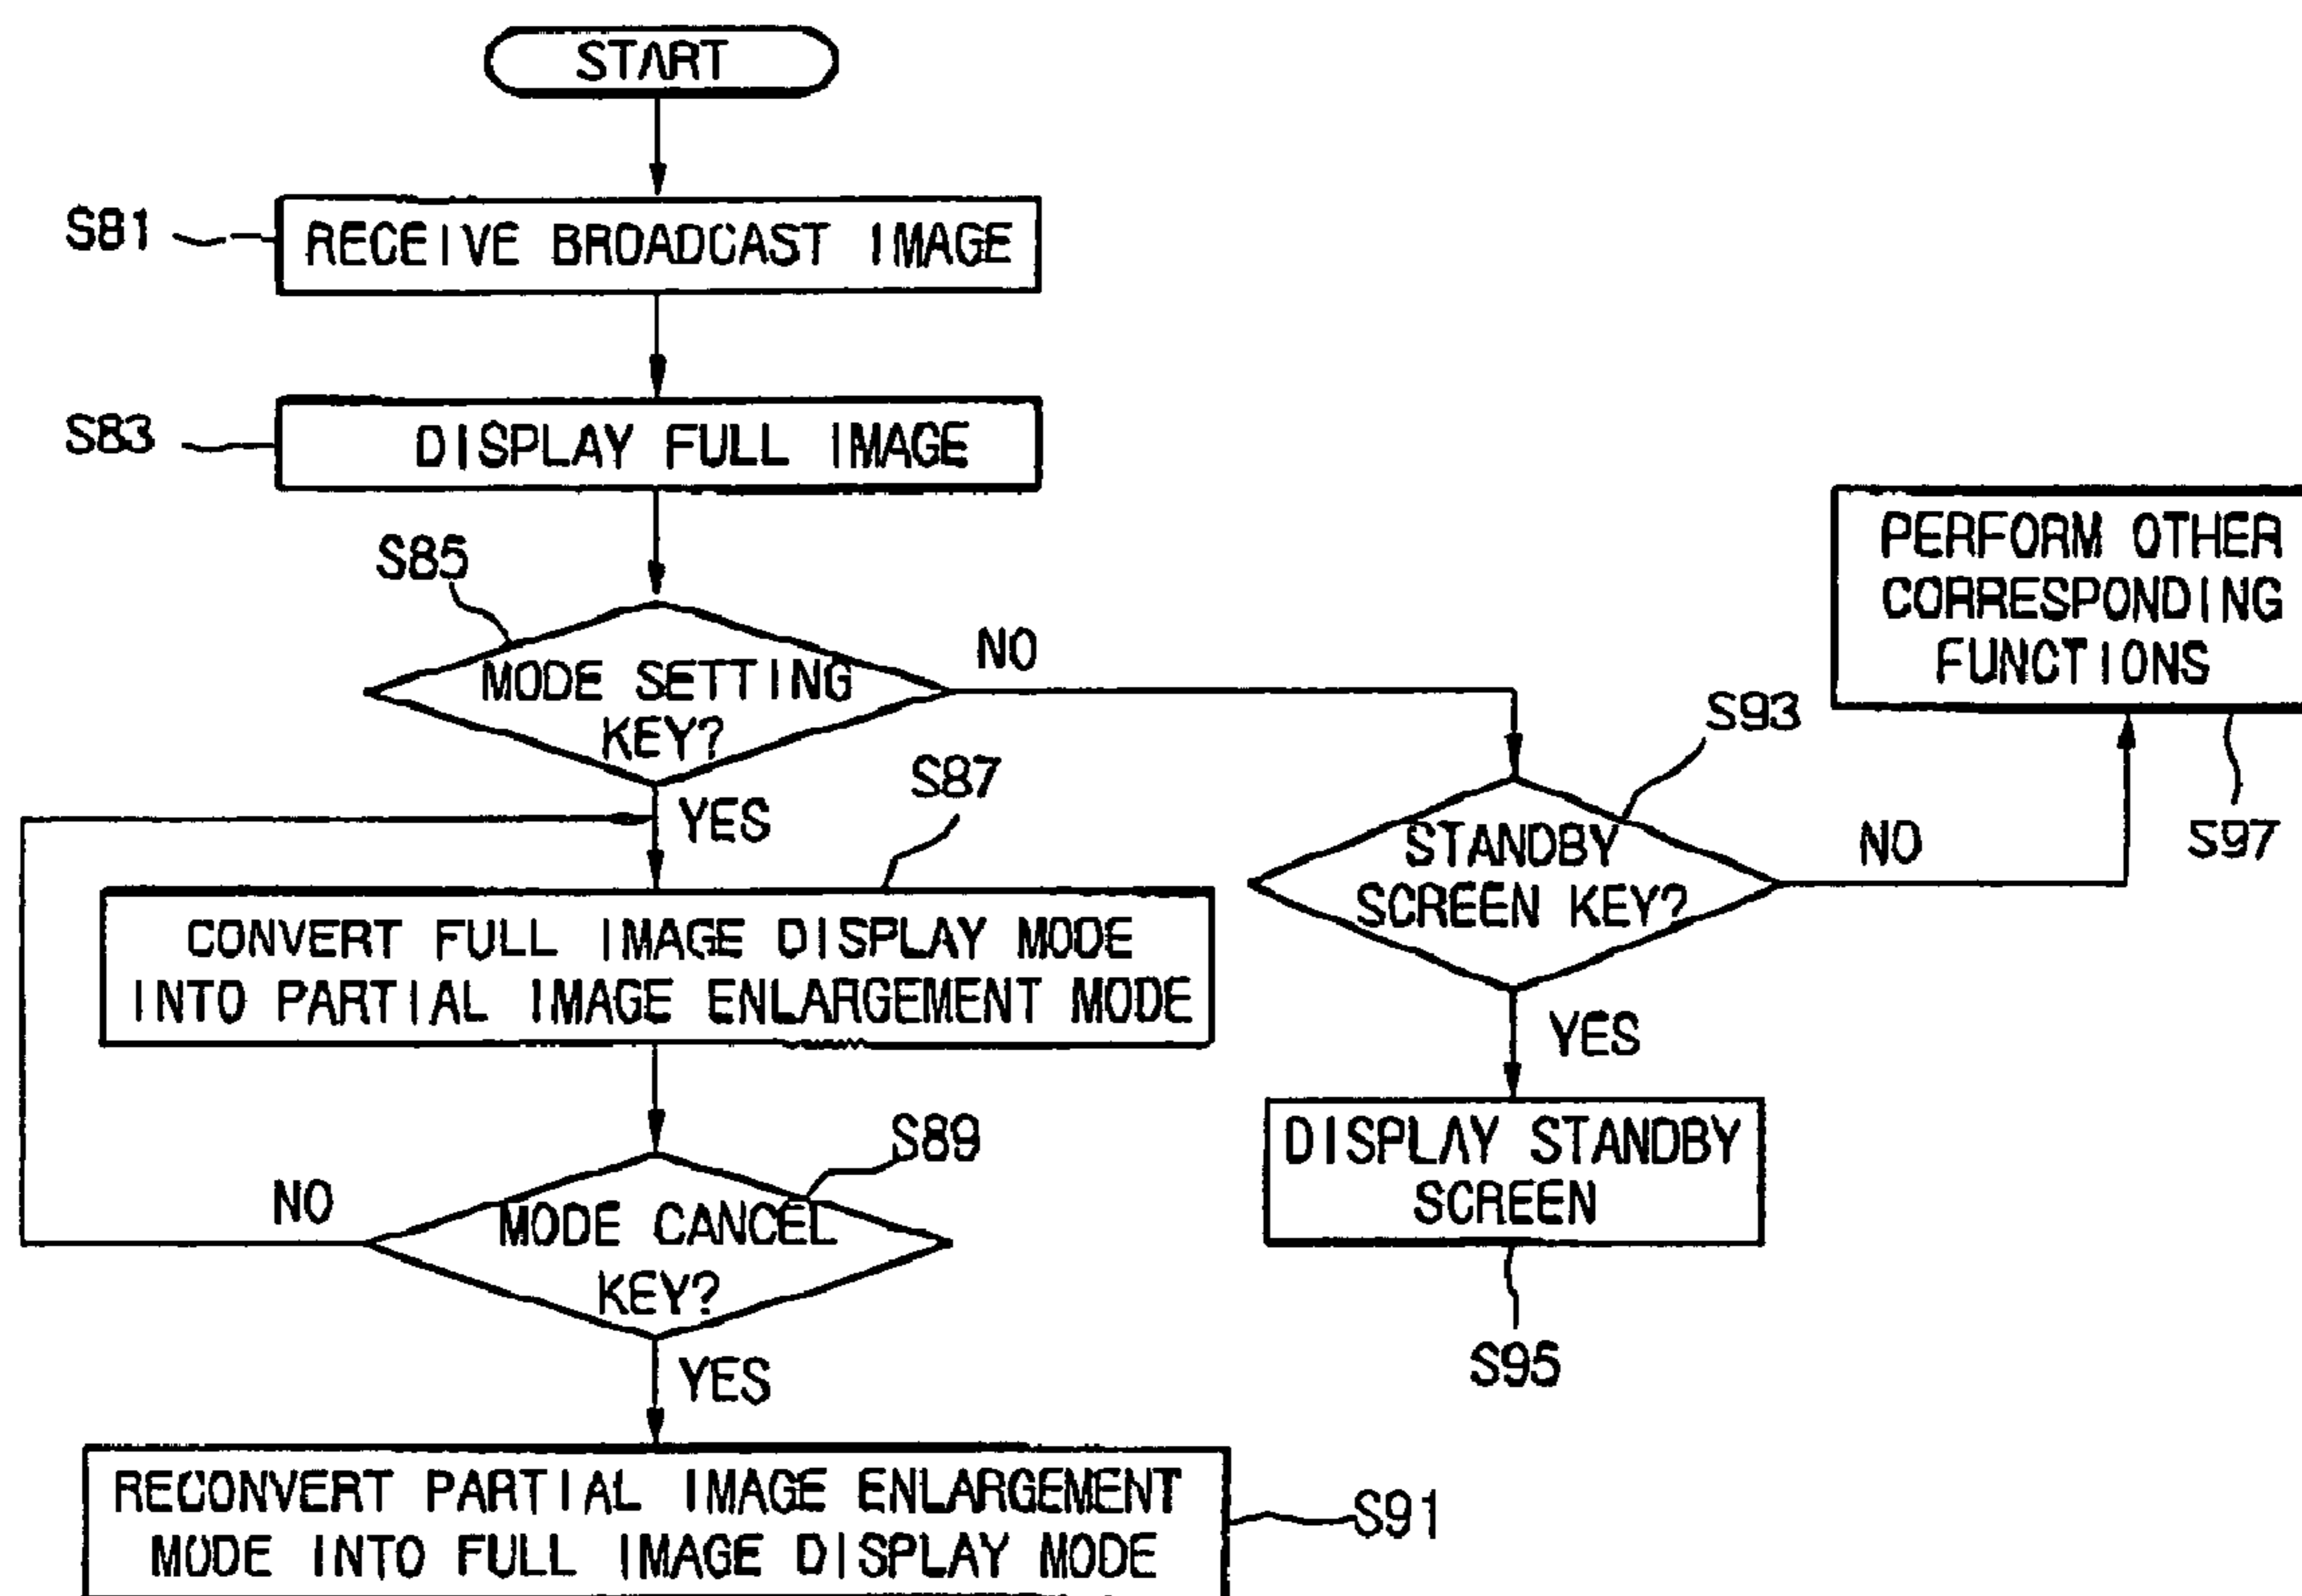 START
S81
RECEIVE BROADCAST IMAGE
S83
DISPLAY FULL IMAGE
S85
MODE SETTING
KEY?
NO
YES
S87
CONVERT FULL IMAGE DISPLAY MODE
INTO PARTIAL IMAGE ENLARGEMENT MODE
S89
MODE CANCEL
KEY?
NO
YES
RECONVERT PARTIAL IMAGE ENLARGEMENT
MODE INTO FULL IMAGE DISPLAY MODE
S91
S93
STANDBY
SCREEN KEY?
NO
YES
DISPLAY STANDBY
SCREEN
S95
PERFORM OTHER
CORRESPONDING
FUNCTIONS
S97